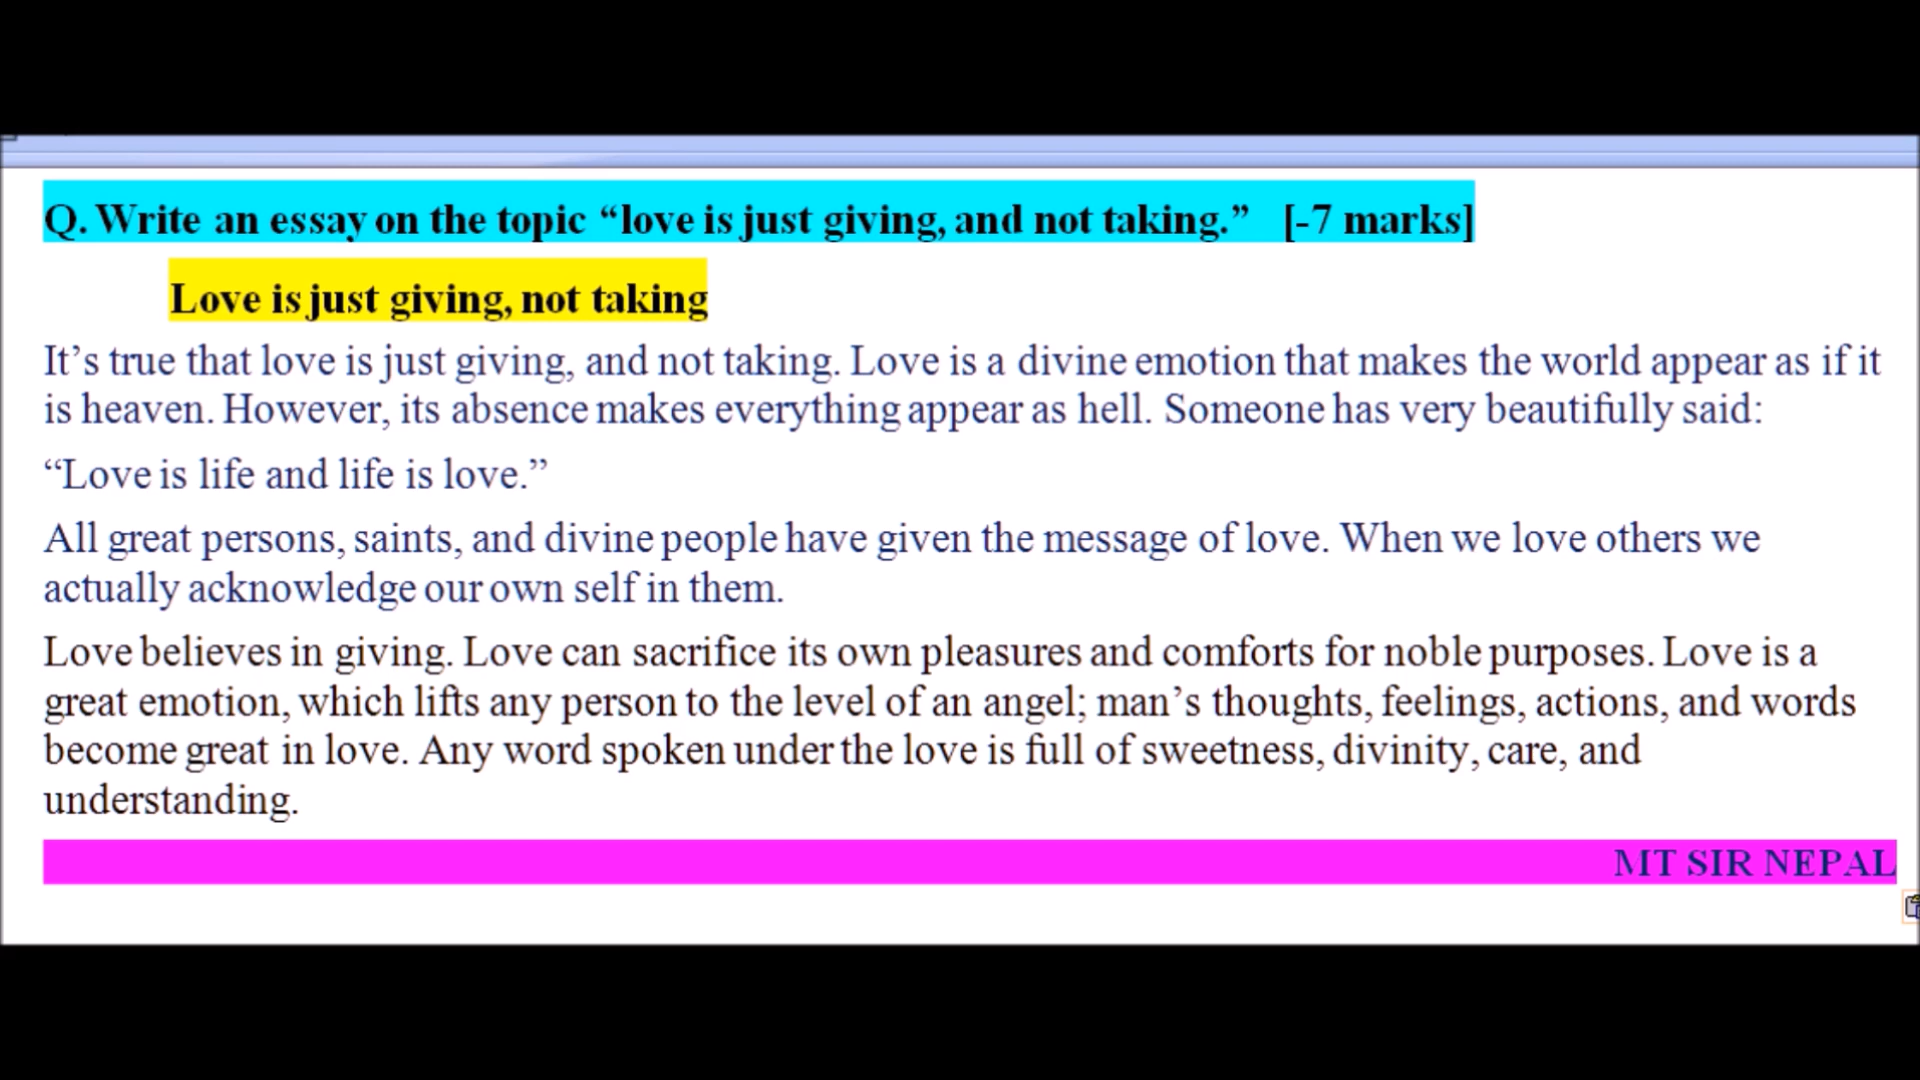 Q. Write an essay on the topic “love is just giving, and not taking.” [-7 marks]
Love is just giving, not taking
It’s true that love is just giving, and not taking. Love is a divine emotion that makes the world appear as if it
is heaven. However, its absence makes everything appear as hell. Someone has very beautifully said:
“Love is life and life is love.”
All great persons, saints, and divine people have given the message of love. When we love others we
actually acknowledge our own self in them.
Love believes in giving. Love can sacrifice its own pleasures and comforts for noble purposes. Love is a
great emotion, which lifts any person to the level of an angel; man’s thoughts, feelings, actions, and words
become great in love. Any word spoken under the love is full of sweetness, divinity, care, and
understanding.
MT SIR NEPAL